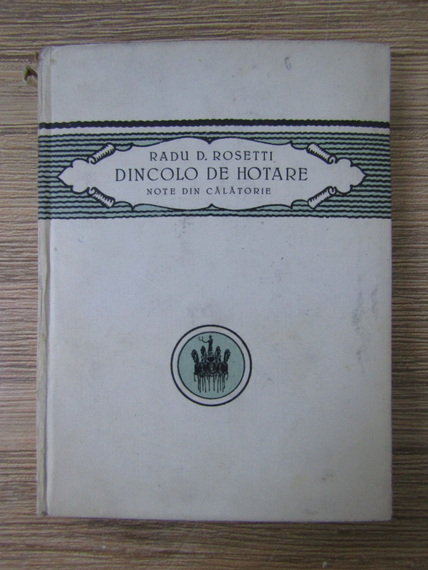 RADU D. ROSETTI
DINCOLO DE HOTARE
NOTE DIN CĂLĂTORIE